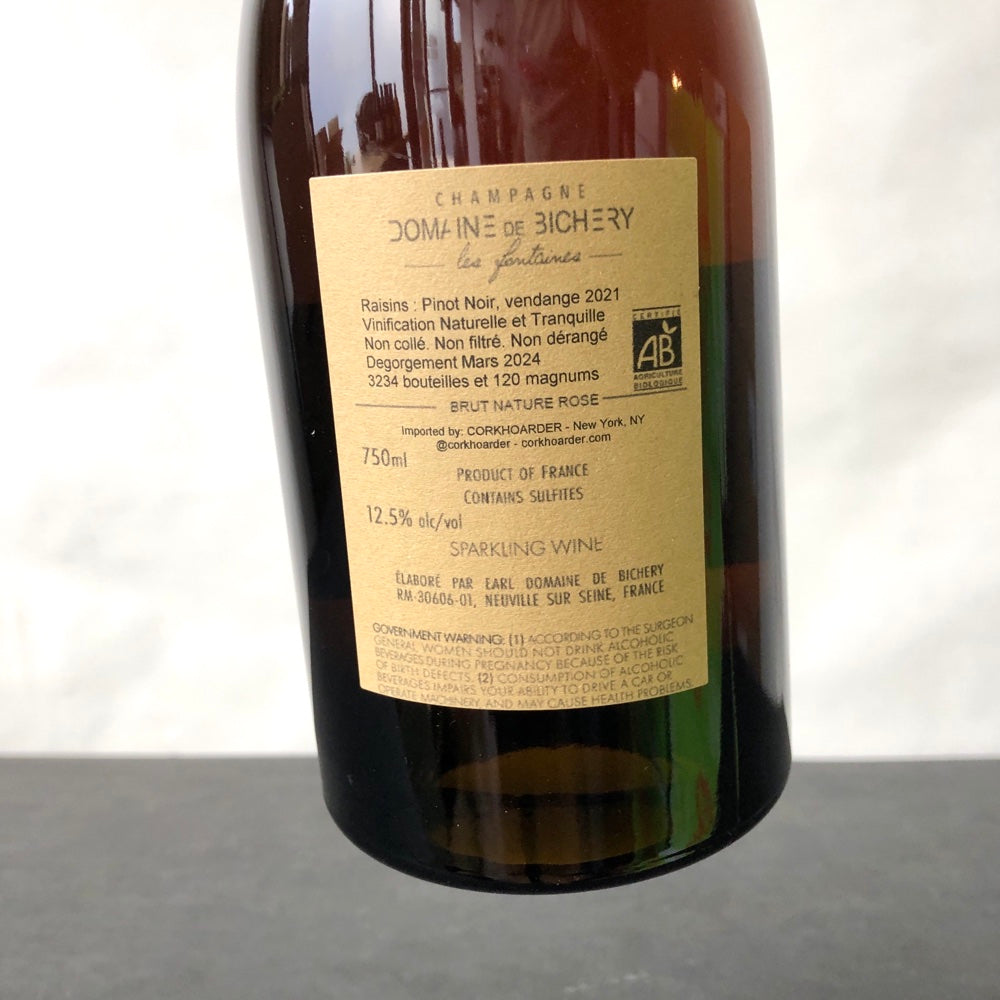 CHAMPAGNE
DOMAINE DE BICHERY
les fontaines
Raisins : Pinot Noir, vendange 2021
Vinification Naturelle et Tranquille
Non collé. Non filtré. Non dérangé
Degorgement Mars 2024
3234 bouteilles et 120 magnums
CERTIFIÉ
AB
AGRICULTURE
BIOLOGIQUE
BRUT NATURE ROSÉ
Imported by: CORKHOARDER - New York, NY
@corkhoarder - corkhoarder.com
750ml
PRODUCT OF FRANCE
CONTAINS SULFITES
12.5% alc/vol
SPARKLING WINE
ÉLABORÉ PAR EARL DOMAINE DE BICHERY
RM-30606-01, NEUVILLE SUR SEINE, FRANCE
GOVERNMENT WARNING: (1) ACCORDING TO THE SURGEON
GENERAL, WOMEN SHOULD NOT DRINK ALCOHOLIC
BEVERAGES DURING PREGNANCY BECAUSE OF THE RISK
OF BIRTH DEFECTS. (2) CONSUMPTION OF ALCOHOLIC
BEVERAGES IMPAIRS YOUR ABILITY TO DRIVE A CAR OR
OPERATE MACHINERY, AND MAY CAUSE HEALTH PROBLEMS.